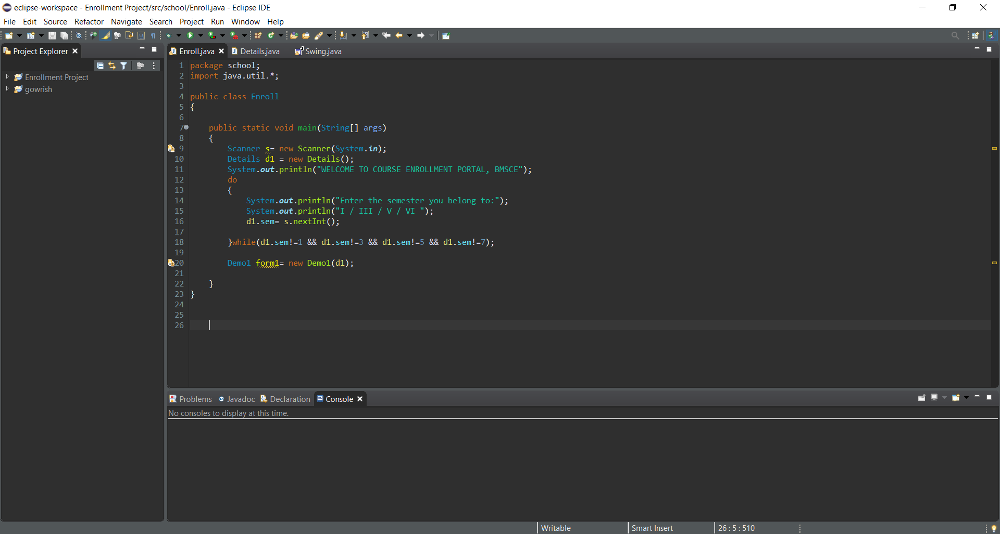 eclipse-workspace - Enrollment Project/src/school/Enroll.java - Eclipse IDE
File Edit Source Refactor Navigate Search Project Run Window Help
Project Explorer
Enrollment Project
gowrish
Enroll.java Details.java Swing.java
1 package school;
2 import java.util.*;
3
4 public class Enroll
5 {
6
7 public static void main(String[] args)
8 {
9 Scanner s= new Scanner(System.in);
10 Details d1 = new Details();
11 System.out.println("WELCOME TO COURSE ENROLLMENT PORTAL, BMSCE");
12 do
13 {
14 System.out.println("Enter the semester you belong to:");
15 System.out.println("I / III / V / VI ");
16 d1.sem= s.nextInt();
17
18 }while(d1.sem!=1 && d1.sem!=3 && d1.sem!=5 && d1.sem!=7);
19
20 Demo1 form1= new Demo1(d1);
21
22 }
23 }
24
25
26
Problems Javadoc Declaration Console
No consoles to display at this time.
Writable Smart Insert 26 : 5 : 510